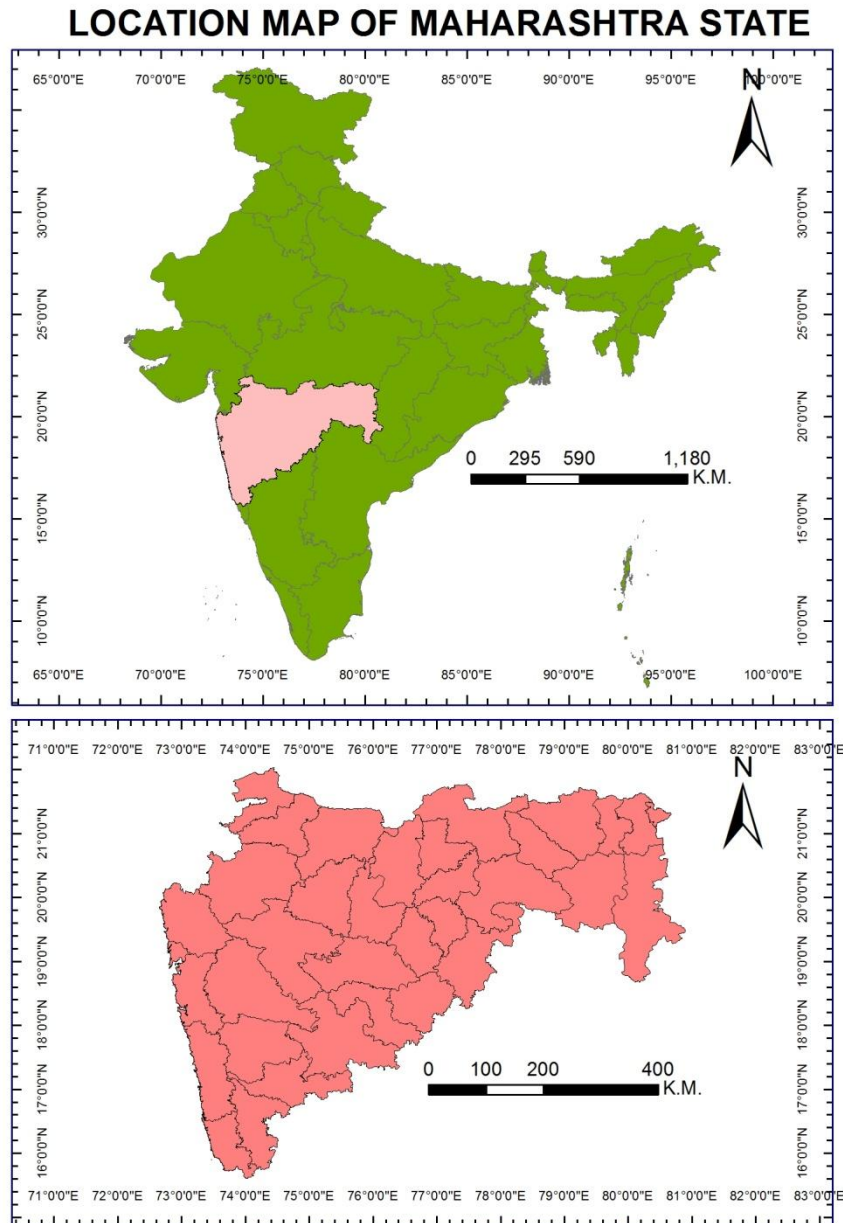 LOCATION MAP OF MAHARASHTRA STATE
65°0'0"E 70°0'0"E 75°0'0"E 80°0'0"E 85°0'0"E 90°0'0"E 95°0'0"E 100°0'0"E
N
30°0'0"N
25°0'0"N
20°0'0"N
15°0'0"N
10°0'0"N
30°0'0"N
25°0'0"N
20°0'0"N
15°0'0"N
10°0'0"N
0 295 590 1,180
K.M.
65°0'0"E 70°0'0"E 75°0'0"E 80°0'0"E 85°0'0"E 90°0'0"E 95°0'0"E 100°0'0"E
71°0'0"E 72°0'0"E 73°0'0"E 74°0'0"E 75°0'0"E 76°0'0"E 77°0'0"E 78°0'0"E 79°0'0"E 80°0'0"E 81°0'0"E 82°0'0"E 83°0'0"E
N
21°0'0"N
20°0'0"N
19°0'0"N
18°0'0"N
17°0'0"N
16°0'0"N
21°0'0"N
20°0'0"N
19°0'0"N
18°0'0"N
17°0'0"N
16°0'0"N
0 100 200 400
K.M.
71°0'0"E 72°0'0"E 73°0'0"E 74°0'0"E 75°0'0"E 76°0'0"E 77°0'0"E 78°0'0"E 79°0'0"E 80°0'0"E 81°0'0"E 82°0'0"E 83°0'0"E